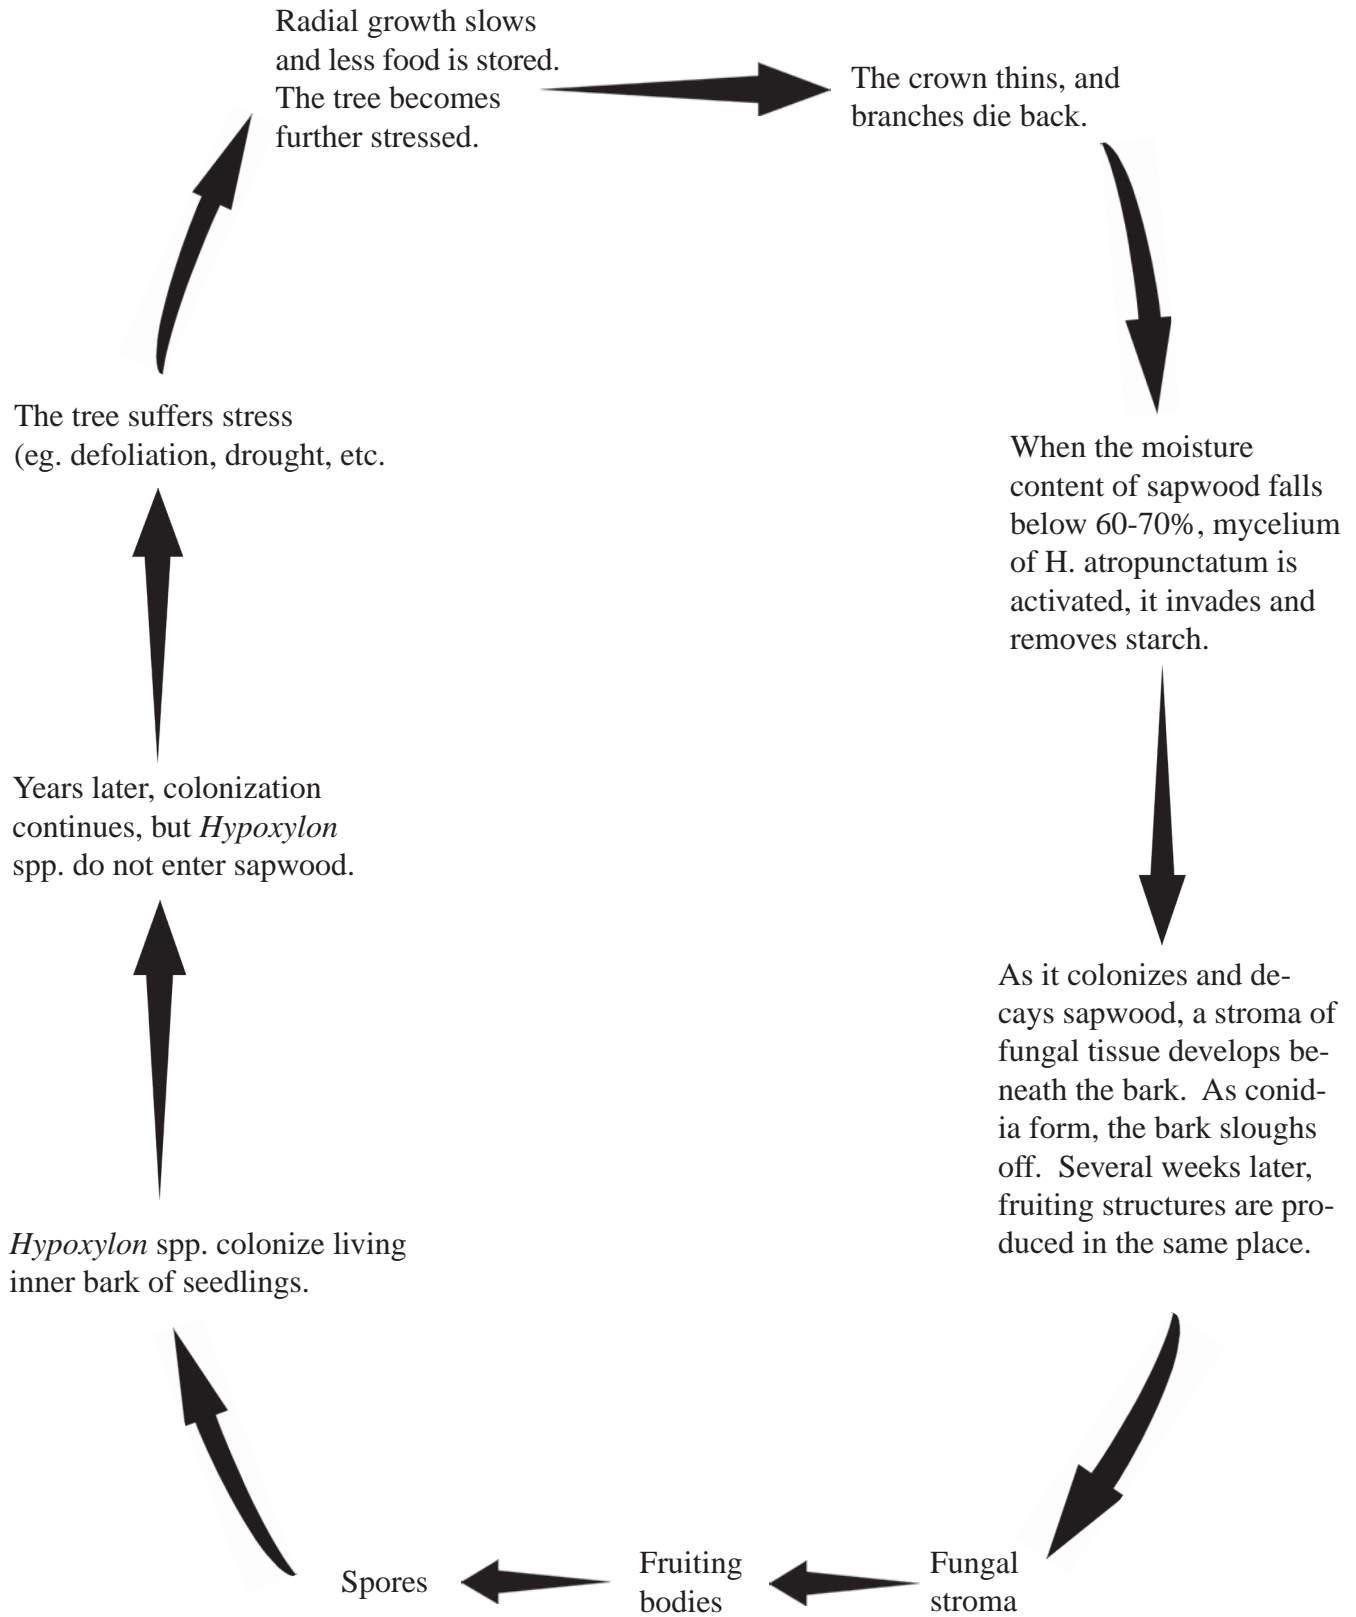 Radial growth slows
and less food is stored.
The tree becomes
further stressed.
The crown thins, and
branches die back.
When the moisture
content of sapwood falls
below 60-70%, mycelium
of H. atropunctatum is
activated, it invades and
removes starch.
As it colonizes and de-
cays sapwood, a stroma of
fungal tissue develops be-
neath the bark.  As conid-
ia form, the bark sloughs
off.  Several weeks later,
fruiting structures are pro-
duced in the same place.
Fungal
stroma
Fruiting
bodies
Spores
Hypoxylon spp. colonize living
inner bark of seedlings.
Years later, colonization
continues, but Hypoxylon
spp. do not enter sapwood.
The tree suffers stress
(eg. defoliation, drought, etc.